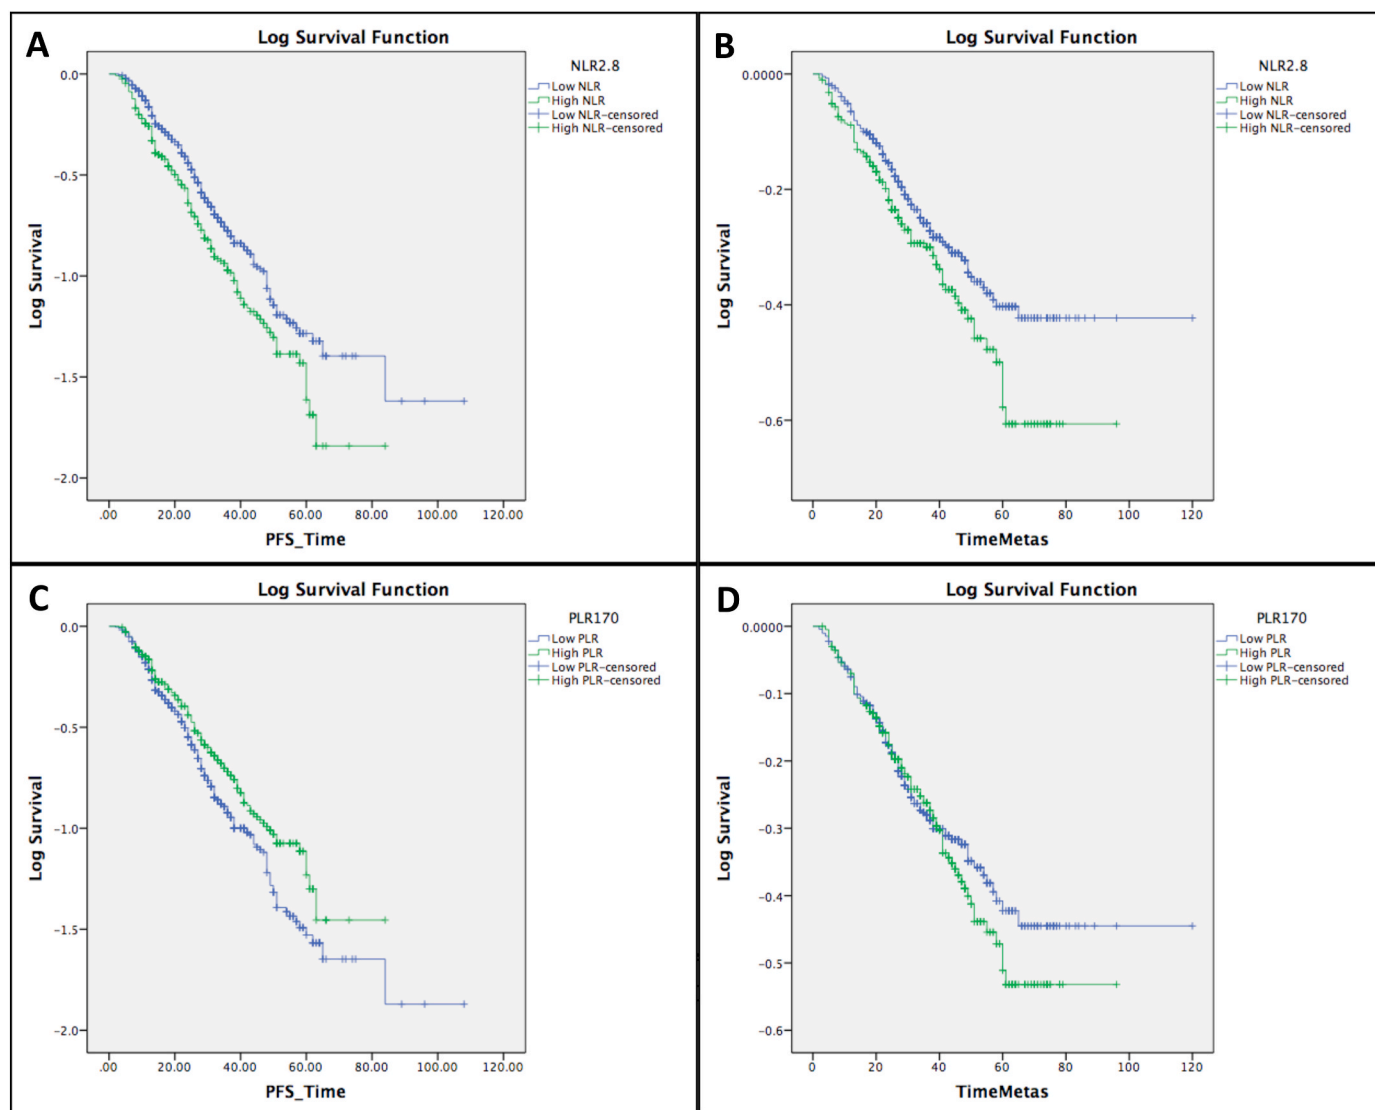 A
Log Survival Function
NLR2.8
Low NLR
High NLR
Low NLR-censored
High NLR-censored
0.0
−0.5
−1.0
−1.5
−2.0
Log Survival
.00 20.00 40.00 60.00 80.00 100.00 120.00
PFS_Time
B
Log Survival Function
NLR2.8
Low NLR
High NLR
Low NLR-censored
High NLR-censored
0.0000
−0.2
−0.4
−0.6
Log Survival
0 20 40 60 80 100 120
TimeMetas
C
Log Survival Function
PLR170
Low PLR
High PLR
Low PLR-censored
High PLR-censored
0.0
−0.5
−1.0
−1.5
−2.0
Log Survival
.00 20.00 40.00 60.00 80.00 100.00 120.00
PFS_Time
D
Log Survival Function
PLR170
Low PLR
High PLR
Low PLR-censored
High PLR-censored
0.0000
−0.1
−0.2
−0.3
−0.4
−0.5
−0.6
Log Survival
0 20 40 60 80 100 120
TimeMetas